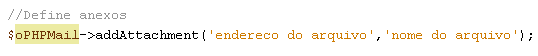 //Define anexos
$oPHPMail->addAttachment('endereco do arquivo','nome do arquivo');